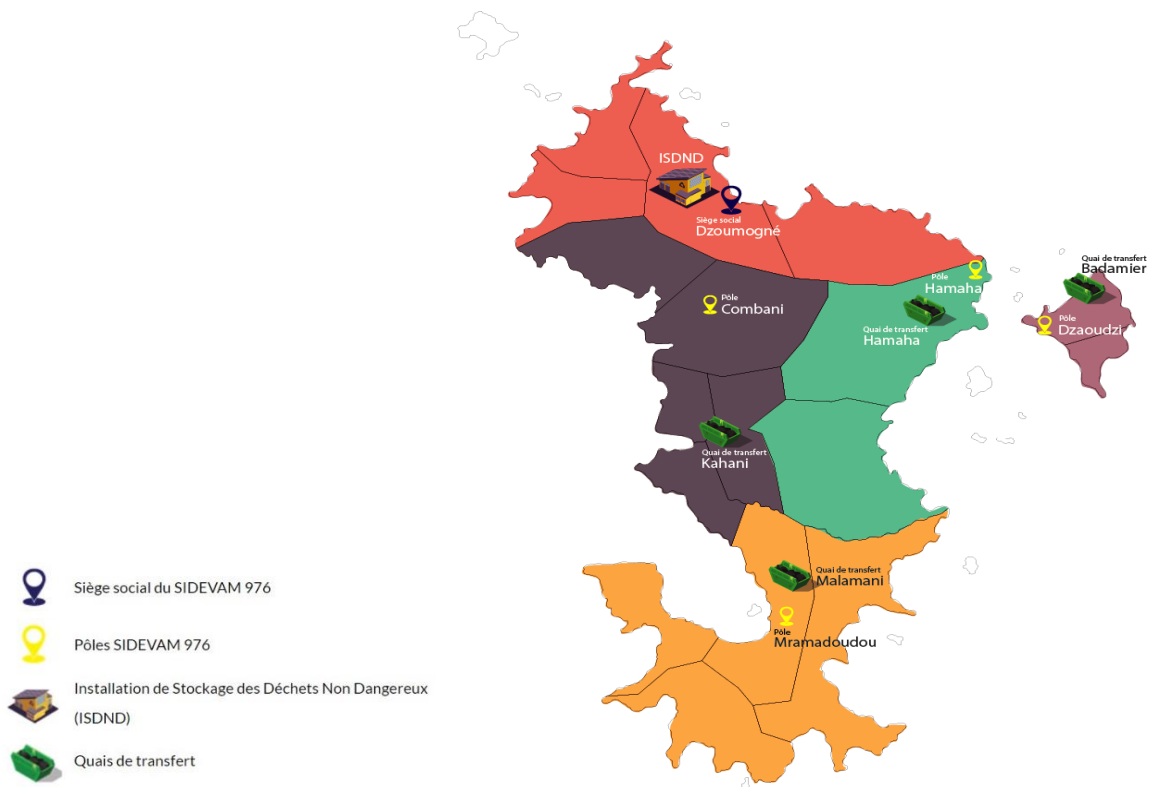 ISDND
Siège social
Dzoumogné
Quai de transfert
Badamier
Pôle
Hamaha
Pôle
Combani
Pôle
Dzaoudzi
Quai de transfert
Hamaha
Quai de transfert
Kahani
Quai de transfert
Malamani
Pôle
Mramadoudou
Siège social du SIDEVAM 976
Pôles SIDEVAM 976
Installation de Stockage des Déchets Non Dangereux
(ISDND)
Quais de transfert